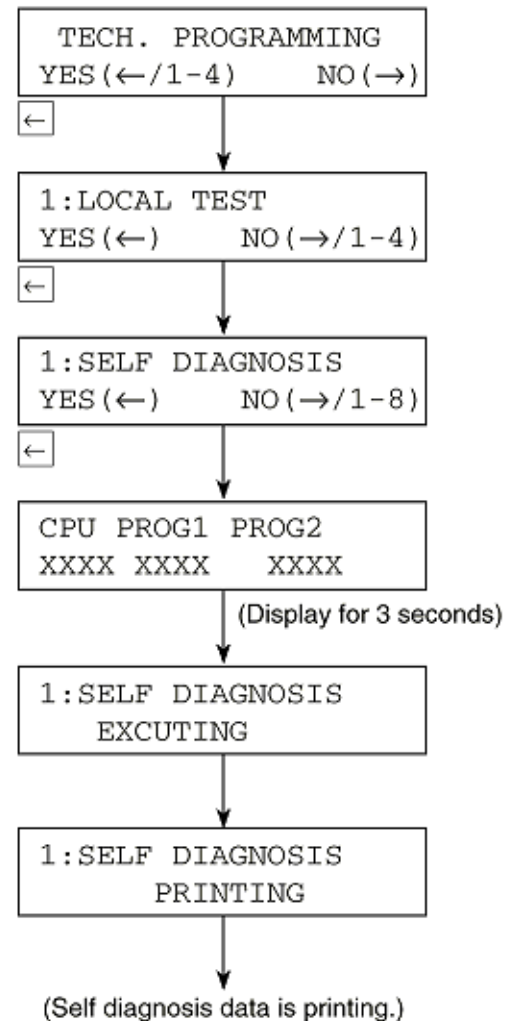 TECH. PROGRAMMING
YES(←/1-4) NO(→)
←
1:LOCAL TEST
YES(←) NO(→/1-4)
←
1:SELF DIAGNOSIS
YES(←) NO(→/1-8)
←
CPU PROG1 PROG2
XXXX XXXX XXXX
(Display for 3 seconds)
1:SELF DIAGNOSIS
EXCUTING
1:SELF DIAGNOSIS
PRINTING
(Self diagnosis data is printing.)